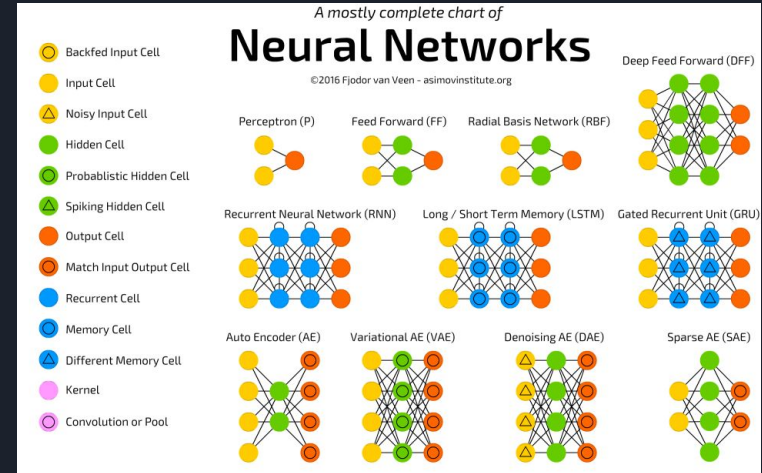 A mostly complete chart of
Neural Networks
©2016 Fjodor van Veen - asimovinstitute.org
Backfed Input Cell
Input Cell
Noisy Input Cell
Hidden Cell
Probablistic Hidden Cell
Spiking Hidden Cell
Output Cell
Match Input Output Cell
Recurrent Cell
Memory Cell
Different Memory Cell
Kernel
Convolution or Pool
Deep Feed Forward (DFF)
Perceptron (P)
Feed Forward (FF)
Radial Basis Network (RBF)
Recurrent Neural Network (RNN)
Long / Short Term Memory (LSTM)
Gated Recurrent Unit (GRU)
Auto Encoder (AE)
Variational AE (VAE)
Denoising AE (DAE)
Sparse AE (SAE)